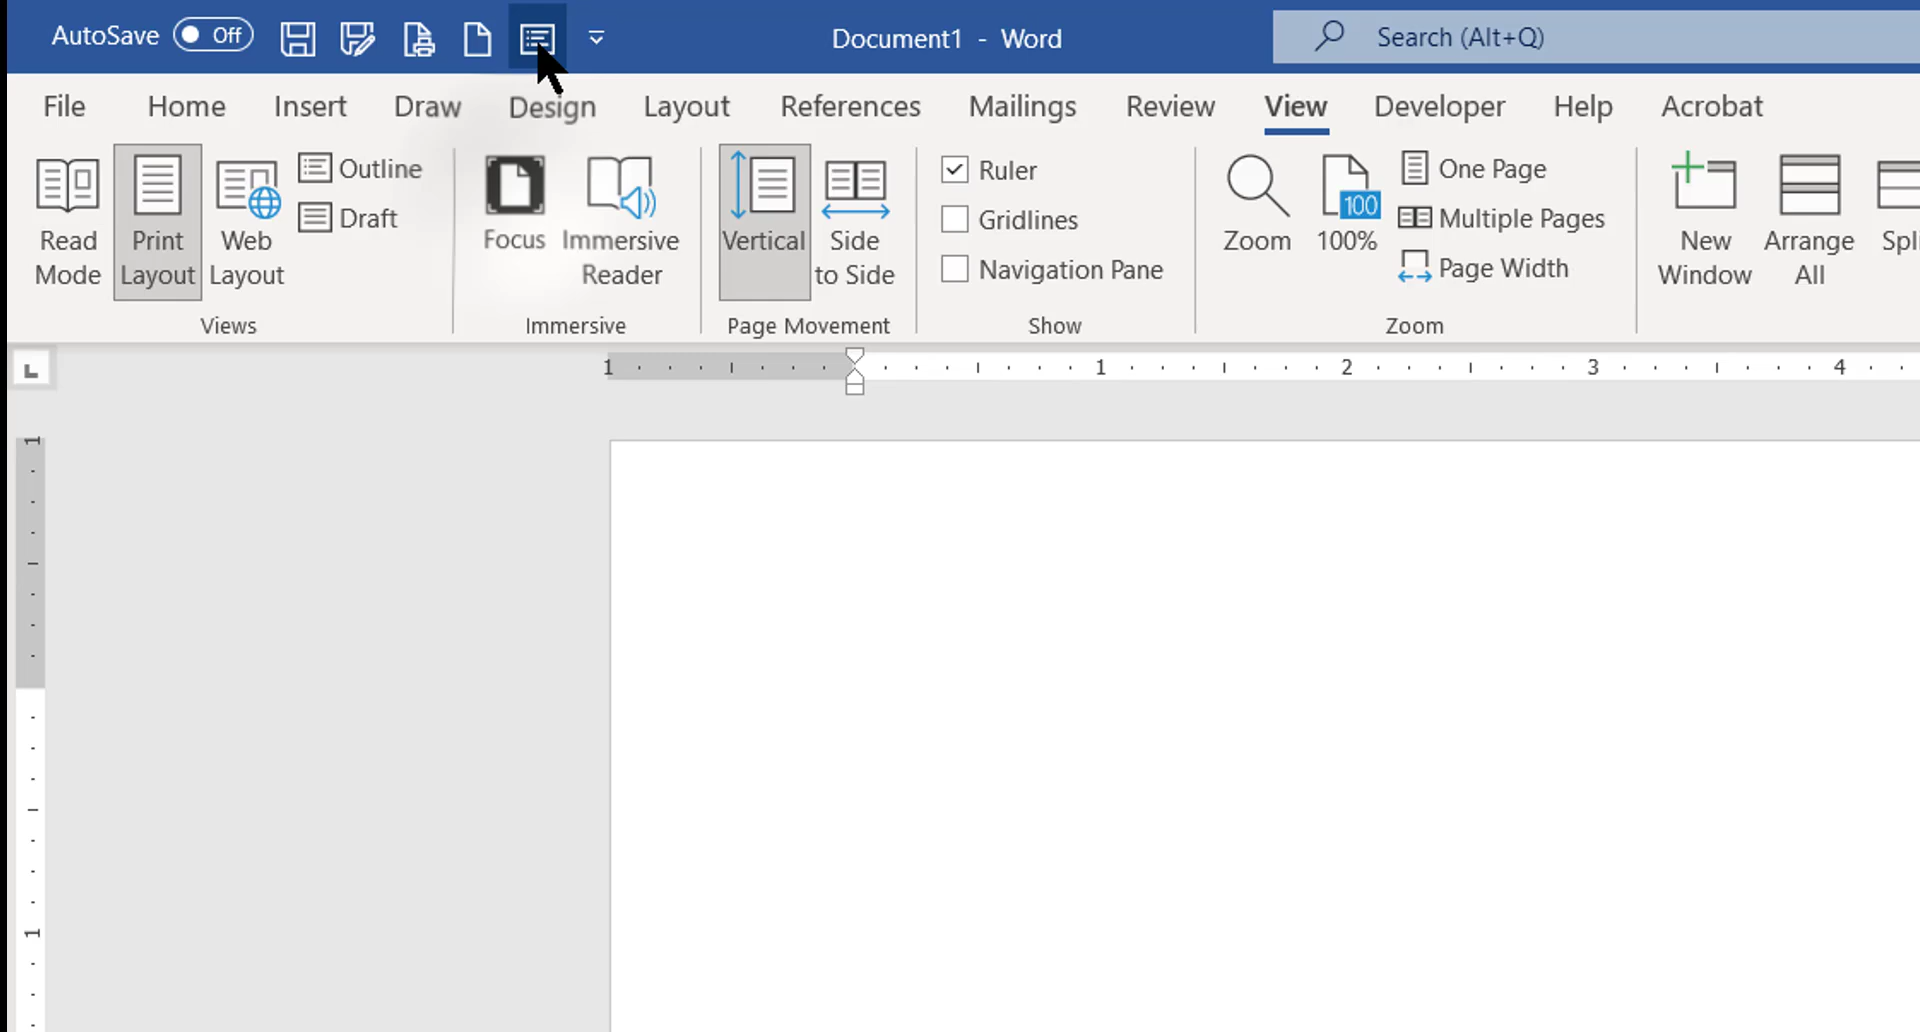 AutoSave Off Document1 - Word Search (Alt+Q)
File Home Insert Draw Design Layout References Mailings Review View Developer Help Acrobat
Read Mode
Print Layout
Web Layout
Outline
Draft
Views
Focus
Immersive Reader
Immersive
Vertical
Side to Side
Page Movement
Ruler
Gridlines
Navigation Pane
Show
Zoom
100
100%
One Page
Multiple Pages
Page Width
Zoom
New Window
Arrange All
Spli
1 1 2 3 4
1
1